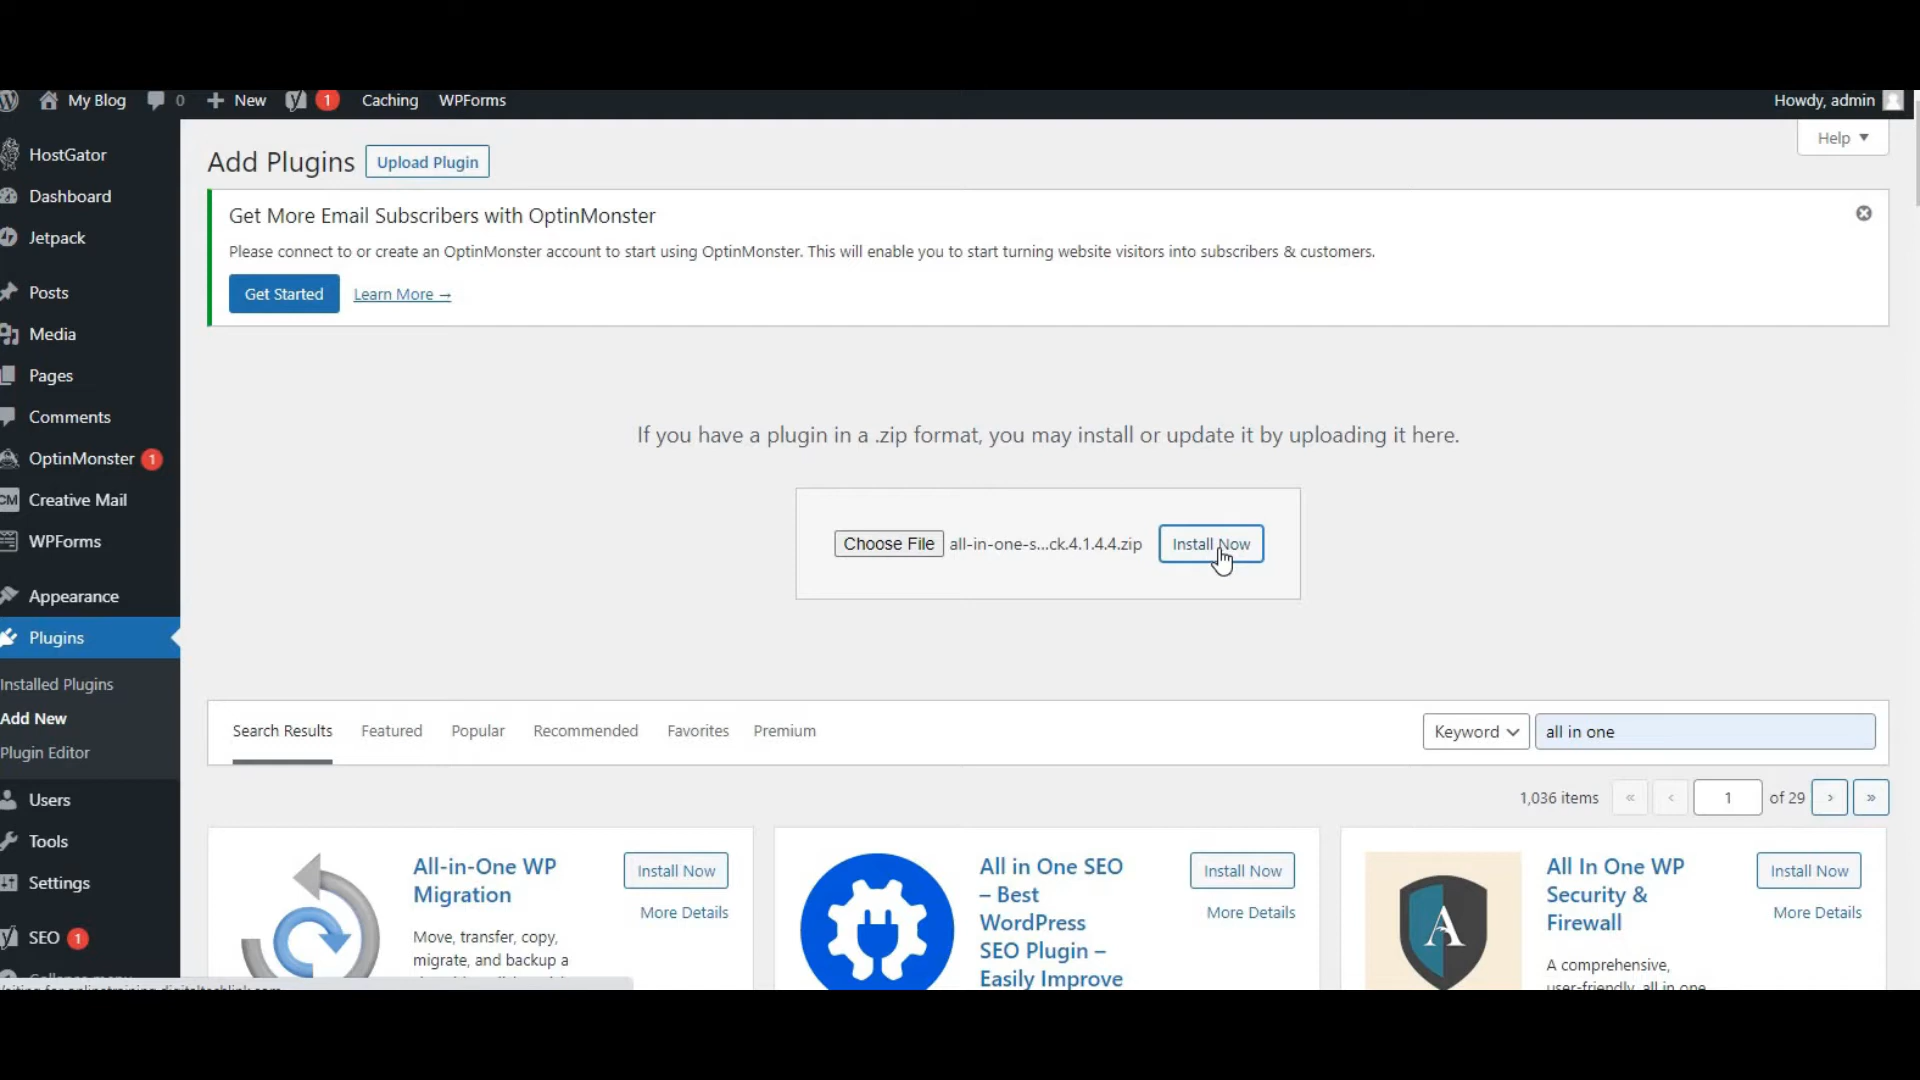 My Blog 0 New 1 Caching WPForms Howdy, admin
HostGator
Dashboard
Jetpack
Posts
Media
Pages
Comments
OptinMonster 1
CM Creative Mail
WPForms
Appearance
Plugins
Installed Plugins
Add New
Plugin Editor
Users
Tools
Settings
SEO 1
Help
Add Plugins Upload Plugin
Get More Email Subscribers with OptinMonster
Please connect to or create an OptinMonster account to start using OptinMonster. This will enable you to start turning website visitors into subscribers & customers.
Get Started Learn More →
If you have a plugin in a .zip format, you may install or update it by uploading it here.
Choose File all-in-one-s...ck.4.1.4.4.zip Install Now
Search Results Featured Popular Recommended Favorites Premium Keyword all in one
1,036 items « ‹ 1 of 29 › »
All-in-One WP
Migration
Install Now
More Details
Move, transfer, copy,
migrate, and backup a
All in One SEO
– Best
WordPress
SEO Plugin –
Easily Improve
Install Now
More Details
A
All In One WP
Security &
Firewall
Install Now
More Details
A comprehensive,
user-friendly, all in one